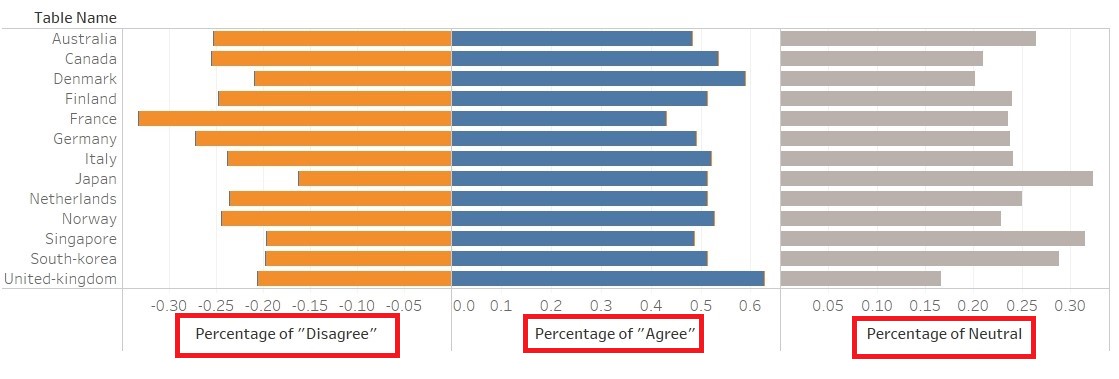 Table Name
Australia
Canada
Denmark
Finland
France
Germany
Italy
Japan
Netherlands
Norway
Singapore
South-korea
United-kingdom
-0.30 -0.25 -0.20 -0.15 -0.10 -0.05 0.0 0.1 0.2 0.3 0.4 0.5 0.6 0.05 0.10 0.15 0.20 0.25 0.30
Percentage of "Disagree" Percentage of "Agree" Percentage of Neutral